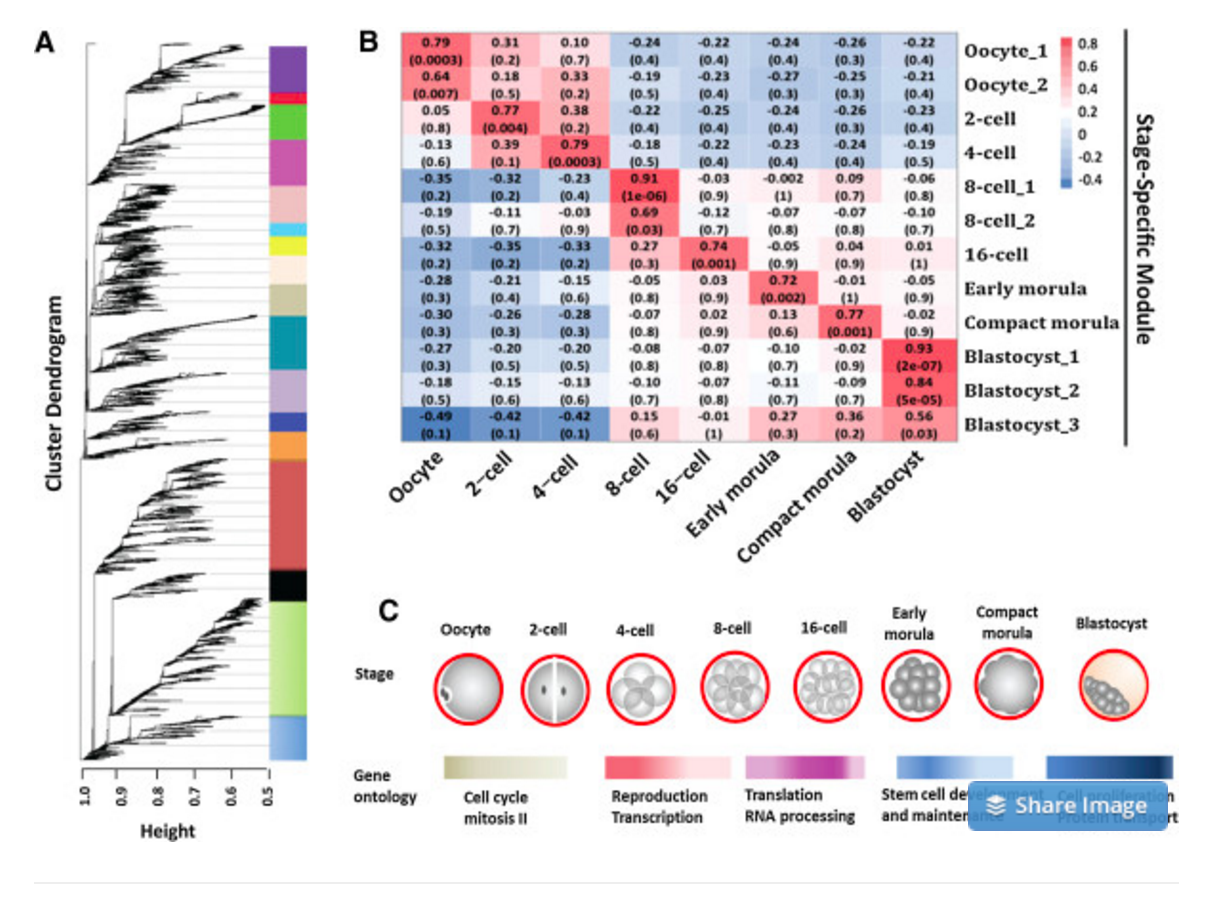 A
Cluster Dendrogram
1.0 0.9 0.8 0.7 0.6 0.5
Height
B
0.79 0.31 0.10 -0.24 -0.22 -0.24 -0.26 -0.22 Oocyte_1
(0.0003) (0.2) (0.7) (0.4) (0.4) (0.4) (0.3) (0.4)
0.64 0.18 0.33 -0.19 -0.23 -0.27 -0.25 -0.21 Oocyte_2
(0.007) (0.5) (0.2) (0.5) (0.4) (0.3) (0.3) (0.4)
0.05 0.77 0.38 -0.22 -0.25 -0.24 -0.26 -0.23 2-cell
(0.8) (0.004) (0.2) (0.4) (0.4) (0.4) (0.3) (0.4)
-0.13 0.39 0.79 -0.18 -0.22 -0.23 -0.24 -0.19 4-cell
(0.6) (0.1) (0.0003) (0.5) (0.4) (0.4) (0.4) (0.5)
-0.35 -0.32 -0.23 0.91 -0.03 -0.002 0.09 -0.06 8-cell_1
(0.2) (0.2) (0.4) (1e-06) (0.9) (1) (0.7) (0.8)
-0.19 -0.11 -0.03 0.69 -0.12 -0.07 -0.07 -0.10 8-cell_2
(0.5) (0.7) (0.9) (0.03) (0.7) (0.8) (0.8) (0.7)
-0.32 -0.35 -0.33 0.27 0.74 -0.05 0.04 0.01 16-cell
(0.2) (0.2) (0.2) (0.3) (0.001) (0.9) (0.9) (1)
-0.28 -0.21 -0.15 -0.05 0.03 0.72 -0.01 -0.05 Early morula
(0.3) (0.4) (0.6) (0.8) (0.9) (0.002) (1) (0.9)
-0.30 -0.26 -0.28 -0.07 0.02 0.13 0.77 -0.02 Compact morula
(0.3) (0.3) (0.3) (0.8) (0.9) (0.6) (0.001) (0.9)
-0.27 -0.20 -0.20 -0.08 -0.07 -0.10 -0.02 0.93 Blastocyst_1
(0.3) (0.5) (0.5) (0.8) (0.8) (0.7) (0.9) (2e-07)
-0.18 -0.15 -0.13 -0.10 -0.07 -0.11 -0.09 0.84 Blastocyst_2
(0.5) (0.6) (0.6) (0.7) (0.8) (0.7) (0.7) (5e-05)
-0.49 -0.42 -0.42 0.15 -0.01 0.27 0.36 0.56 Blastocyst_3
(0.1) (0.1) (0.1) (0.6) (1) (0.3) (0.2) (0.03)
0.8
0.6
0.4
0.2
0
-0.2
-0.4
Stage-Specific Module
Oocyte
2-cell
4-cell
8-cell
16-cell
Early morula
Compact morula
Blastocyst
C
Oocyte 2-cell 4-cell 8-cell 16-cell Early morula Compact morula Blastocyst
Stage
Gene
ontology
Cell cycle
mitosis II
Reproduction
Transcription
Translation
RNA processing
Stem cell development
and maintenance
Cell proliferation
Protein transport
Share Image